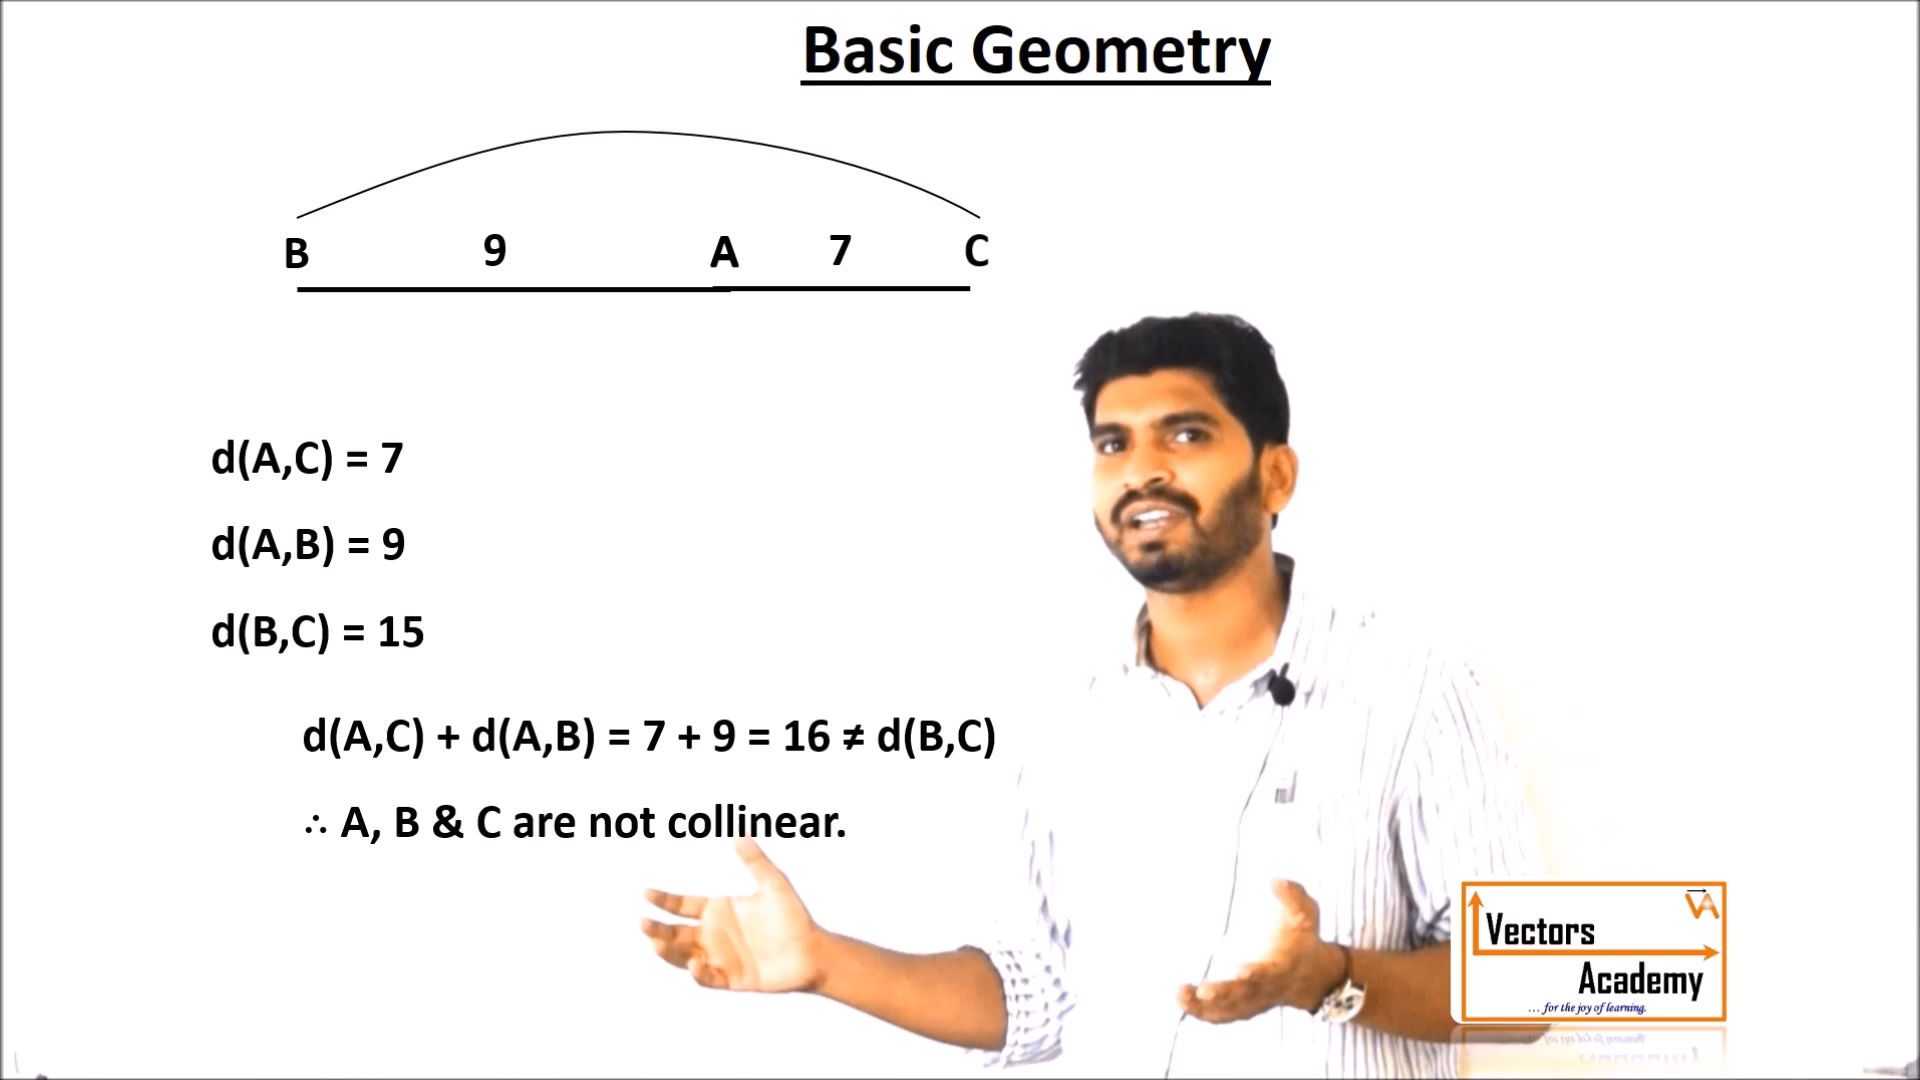 Basic Geometry
B 9 A 7 C
d(A,C) = 7
d(A,B) = 9
d(B,C) = 15
d(A,C) + d(A,B) = 7 + 9 = 16 ≠ d(B,C)
∴ A, B & C are not collinear.
VA
Vectors
Academy
... for the joy of learning.